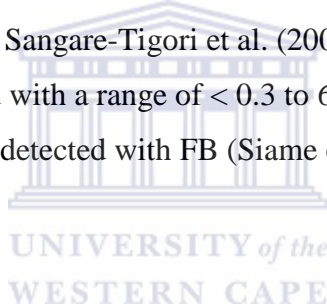 Sangare-Tigori et al. (200
with a range of < 0.3 to 6
detected with FB (Siame
UNIVERSITY of the
WESTERN CAPE